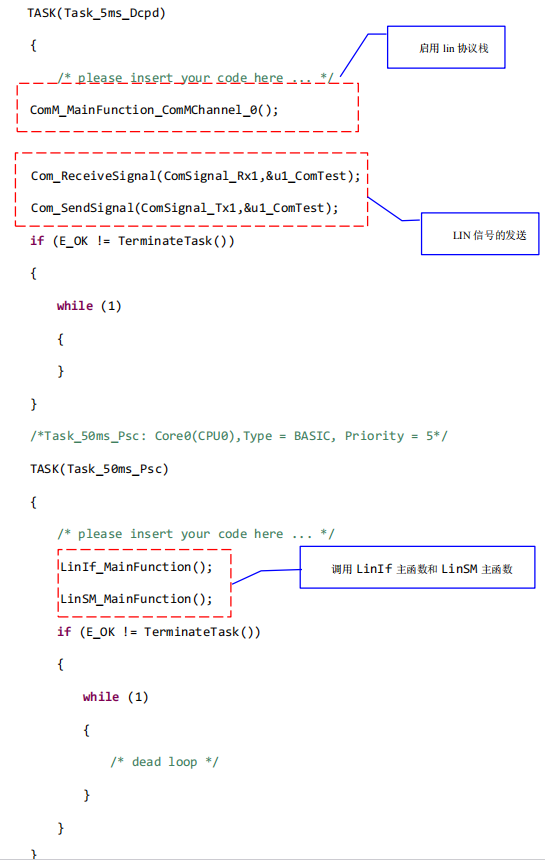 TASK(Task_5ms_Dcpd)
{
启用 lin 协议栈
/* please insert your code here ... */
ComM_MainFunction_ComMChannel_0();
Com_ReceiveSignal(ComSignal_Rx1,&u1_ComTest);
Com_SendSignal(ComSignal_Tx1,&u1_ComTest);
LIN 信号的发送
if (E_OK != TerminateTask())
{
while (1)
{
}
}
/*Task_50ms_Psc: Core0(CPU0),Type = BASIC, Priority = 5*/
TASK(Task_50ms_Psc)
{
/* please insert your code here ... */
LinIf_MainFunction();
调用 LinIf 主函数和 LinSM 主函数
LinSM_MainFunction();
if (E_OK != TerminateTask())
{
while (1)
{
/* dead loop */
}
}
}